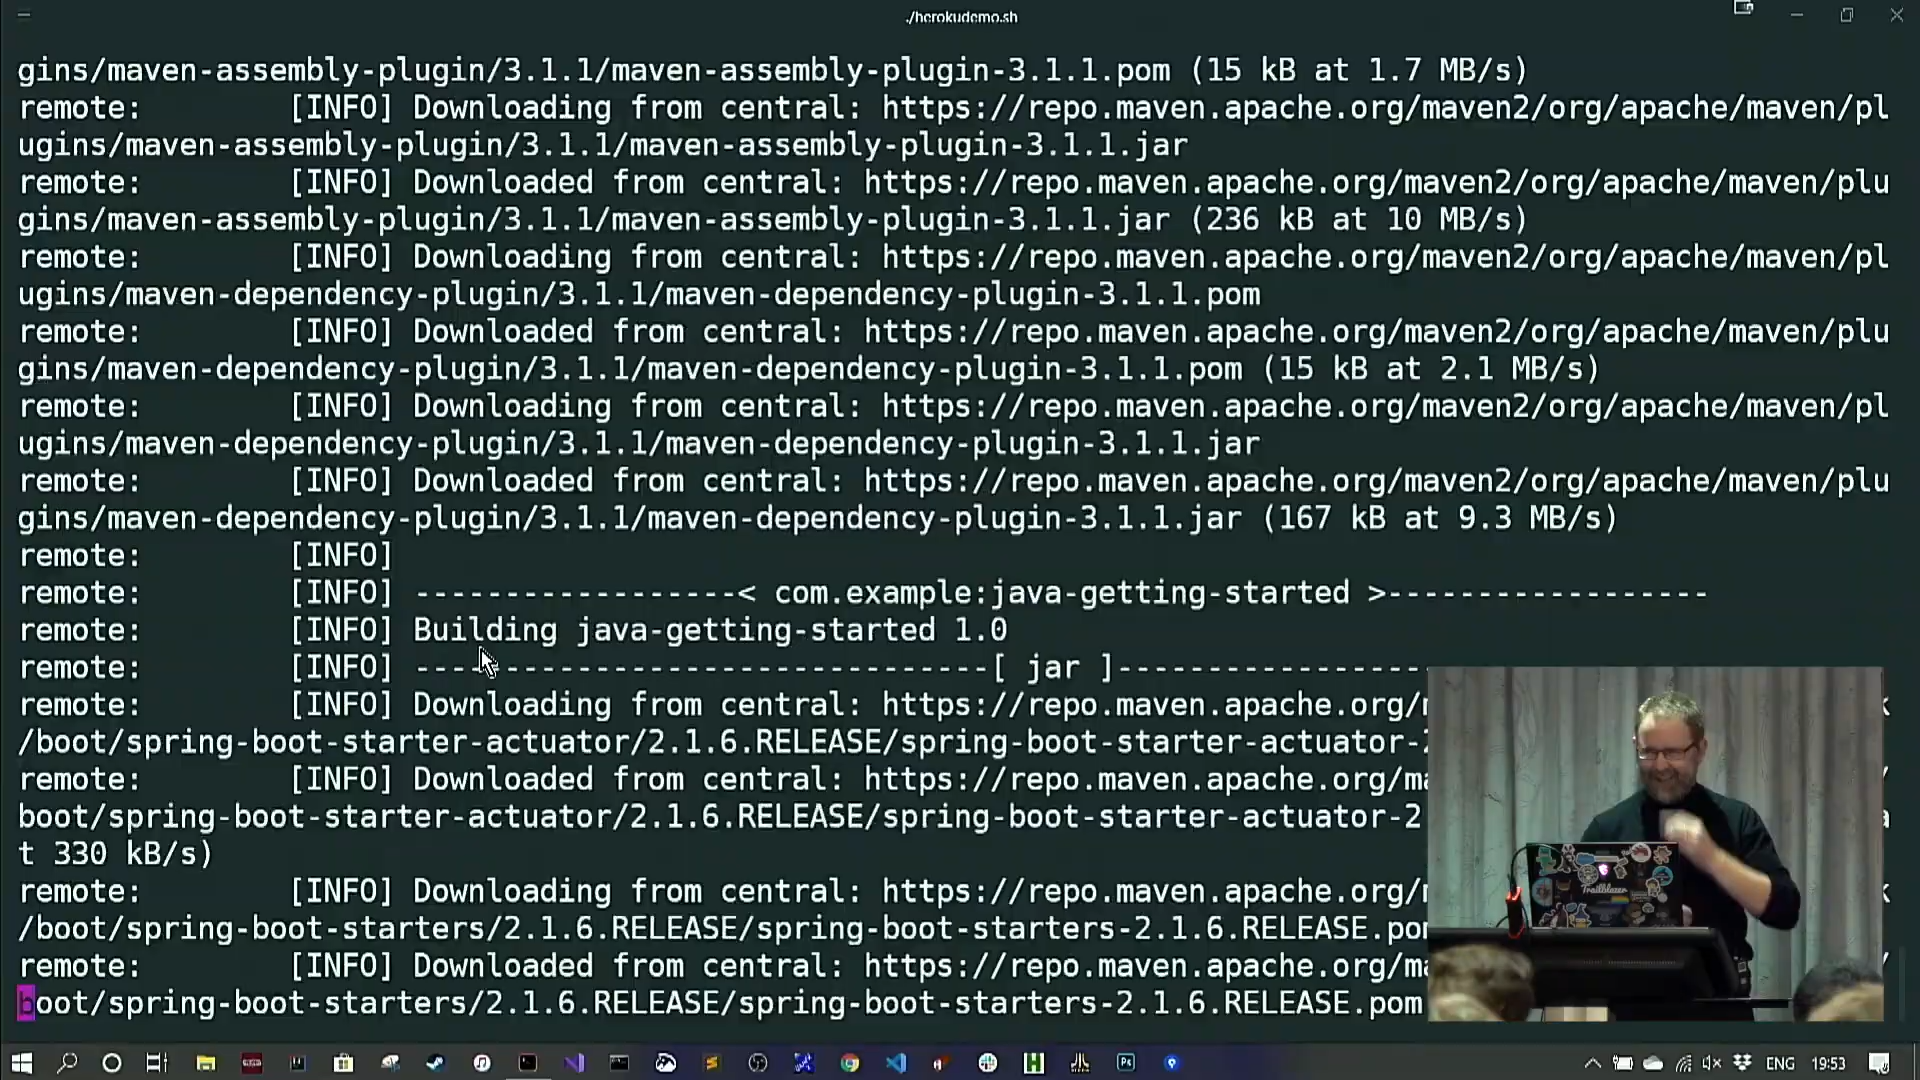 ./herokudemo.sh
gins/maven-assembly-plugin/3.1.1/maven-assembly-plugin-3.1.1.pom (15 kB at 1.7 MB/s)
remote:        [INFO] Downloading from central: https://repo.maven.apache.org/maven2/org/apache/maven/pl
ugins/maven-assembly-plugin/3.1.1/maven-assembly-plugin-3.1.1.jar
remote:        [INFO] Downloaded from central: https://repo.maven.apache.org/maven2/org/apache/maven/plu
gins/maven-assembly-plugin/3.1.1/maven-assembly-plugin-3.1.1.jar (236 kB at 10 MB/s)
remote:        [INFO] Downloading from central: https://repo.maven.apache.org/maven2/org/apache/maven/pl
ugins/maven-dependency-plugin/3.1.1/maven-dependency-plugin-3.1.1.pom
remote:        [INFO] Downloaded from central: https://repo.maven.apache.org/maven2/org/apache/maven/plu
gins/maven-dependency-plugin/3.1.1/maven-dependency-plugin-3.1.1.pom (15 kB at 2.1 MB/s)
remote:        [INFO] Downloading from central: https://repo.maven.apache.org/maven2/org/apache/maven/pl
ugins/maven-dependency-plugin/3.1.1/maven-dependency-plugin-3.1.1.jar
remote:        [INFO] Downloaded from central: https://repo.maven.apache.org/maven2/org/apache/maven/plu
gins/maven-dependency-plugin/3.1.1/maven-dependency-plugin-3.1.1.jar (167 kB at 9.3 MB/s)
remote:        [INFO]
remote:        [INFO] ------------------< com.example:java-getting-started >------------------
remote:        [INFO] Building java-getting-started 1.0
remote:        [INFO] --------------------------------[ jar ]-----------------
remote:        [INFO] Downloading from central: https://repo.maven.apache.org/
/boot/spring-boot-starter-actuator/2.1.6.RELEASE/spring-boot-starter-actuator-
remote:        [INFO] Downloaded from central: https://repo.maven.apache.org/ma
boot/spring-boot-starter-actuator/2.1.6.RELEASE/spring-boot-starter-actuator-2 a
t 330 kB/s)
remote:        [INFO] Downloading from central: https://repo.maven.apache.org/
/boot/spring-boot-starters/2.1.6.RELEASE/spring-boot-starters-2.1.6.RELEASE.pom
remote:        [INFO] Downloaded from central: https://repo.maven.apache.org/ma
boot/spring-boot-starters/2.1.6.RELEASE/spring-boot-starters-2.1.6.RELEASE.pom
Trailblazer
ENG 19:53